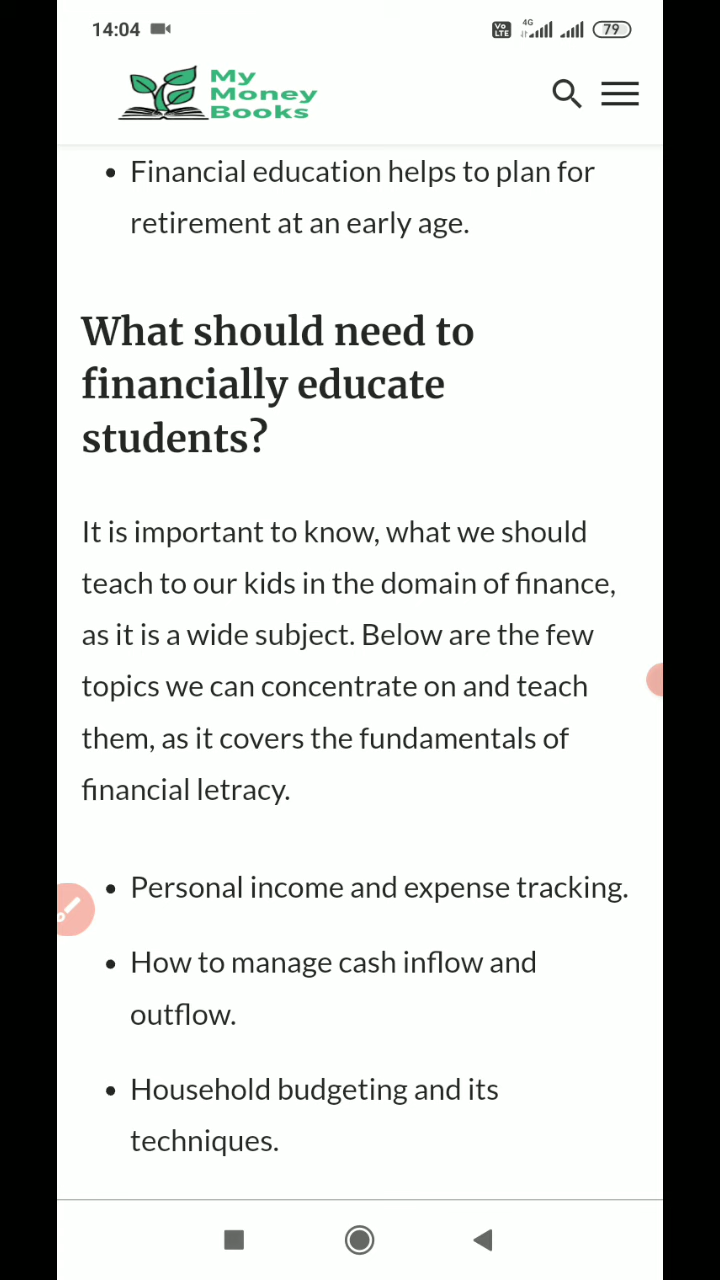 14:04
Vo LTE 4G 79
My
Money
Books
• Financial education helps to plan for
retirement at an early age.
What should need to
financially educate
students?
It is important to know, what we should
teach to our kids in the domain of finance,
as it is a wide subject. Below are the few
topics we can concentrate on and teach
them, as it covers the fundamentals of
financial letracy.
• Personal income and expense tracking.
• How to manage cash inflow and
outflow.
• Household budgeting and its
techniques.